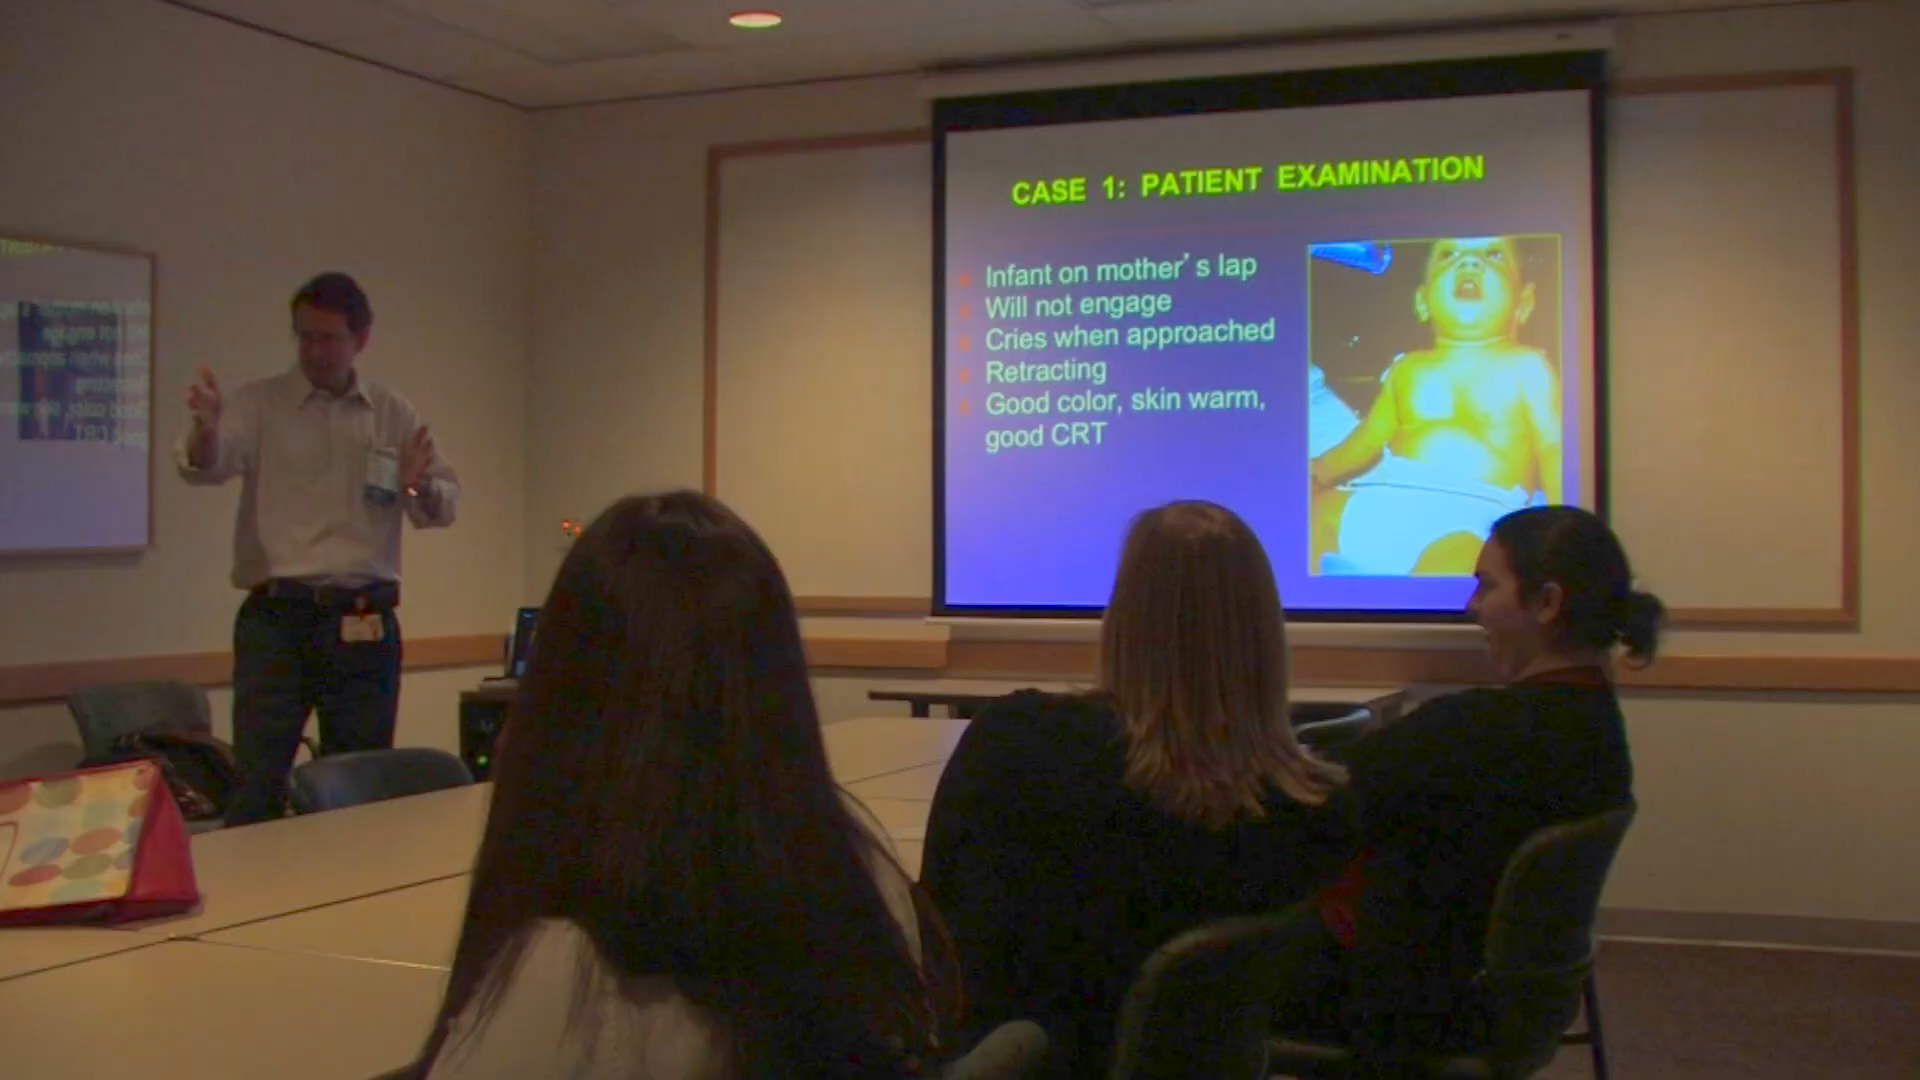 CASE 1: PATIENT EXAMINATION
Infant on mother's lap
Will not engage
Cries when approached
Retracting
Good color, skin warm,
good CRT